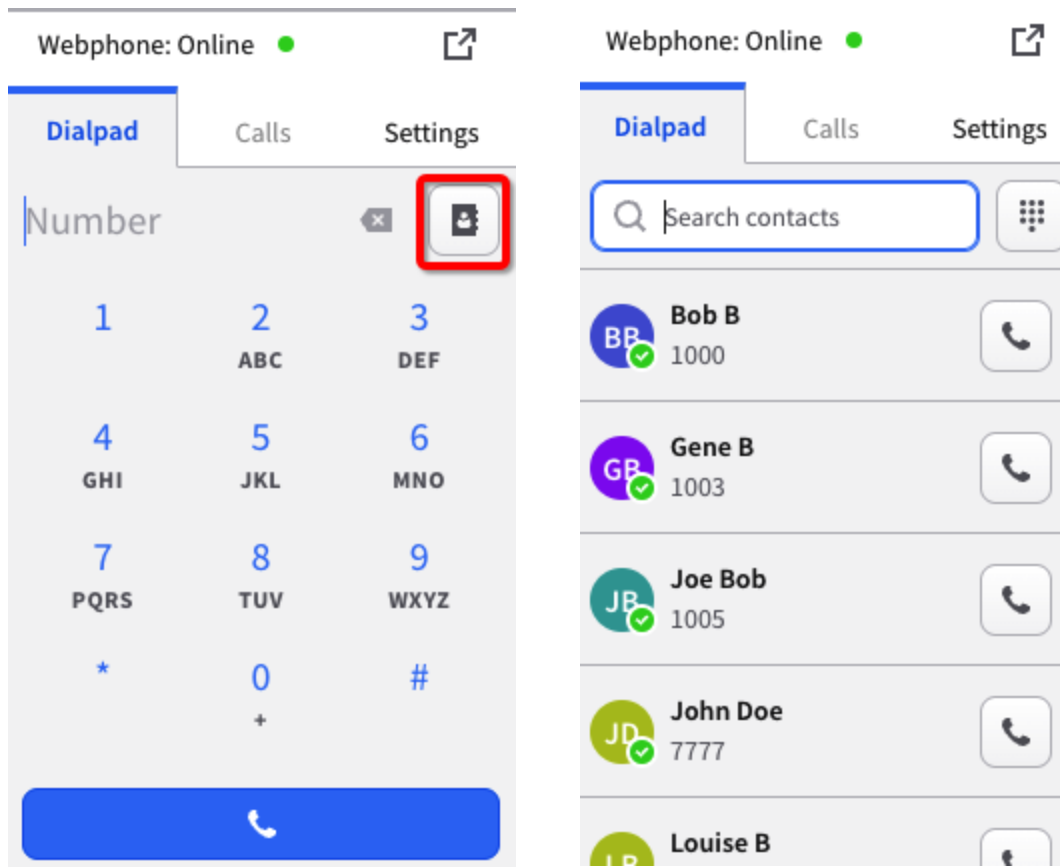 Webphone: Online
Dialpad Calls Settings
Number
1 2 3
ABC DEF
4 5 6
GHI JKL MNO
7 8 9
PQRS TUV WXYZ
* 0 #
+
Webphone: Online
Dialpad Calls Settings
Search contacts
BB Bob B
1000
GB Gene B
1003
JB Joe Bob
1005
JD John Doe
7777
LB Louise B